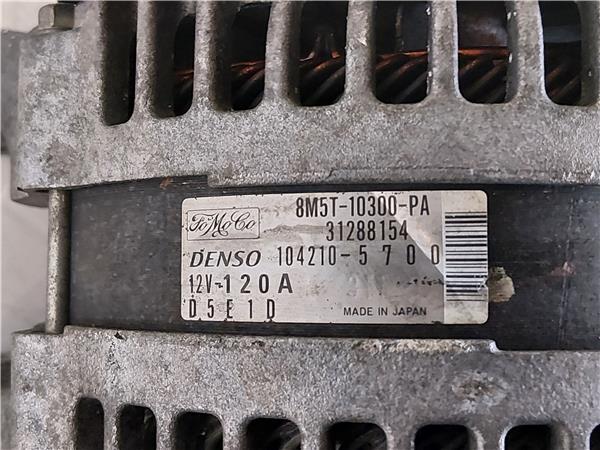 FoMoCo 8M5T-10300-PA
31288154
DENSO 104210-5700
12V-120A
D5E1D MADE IN JAPAN